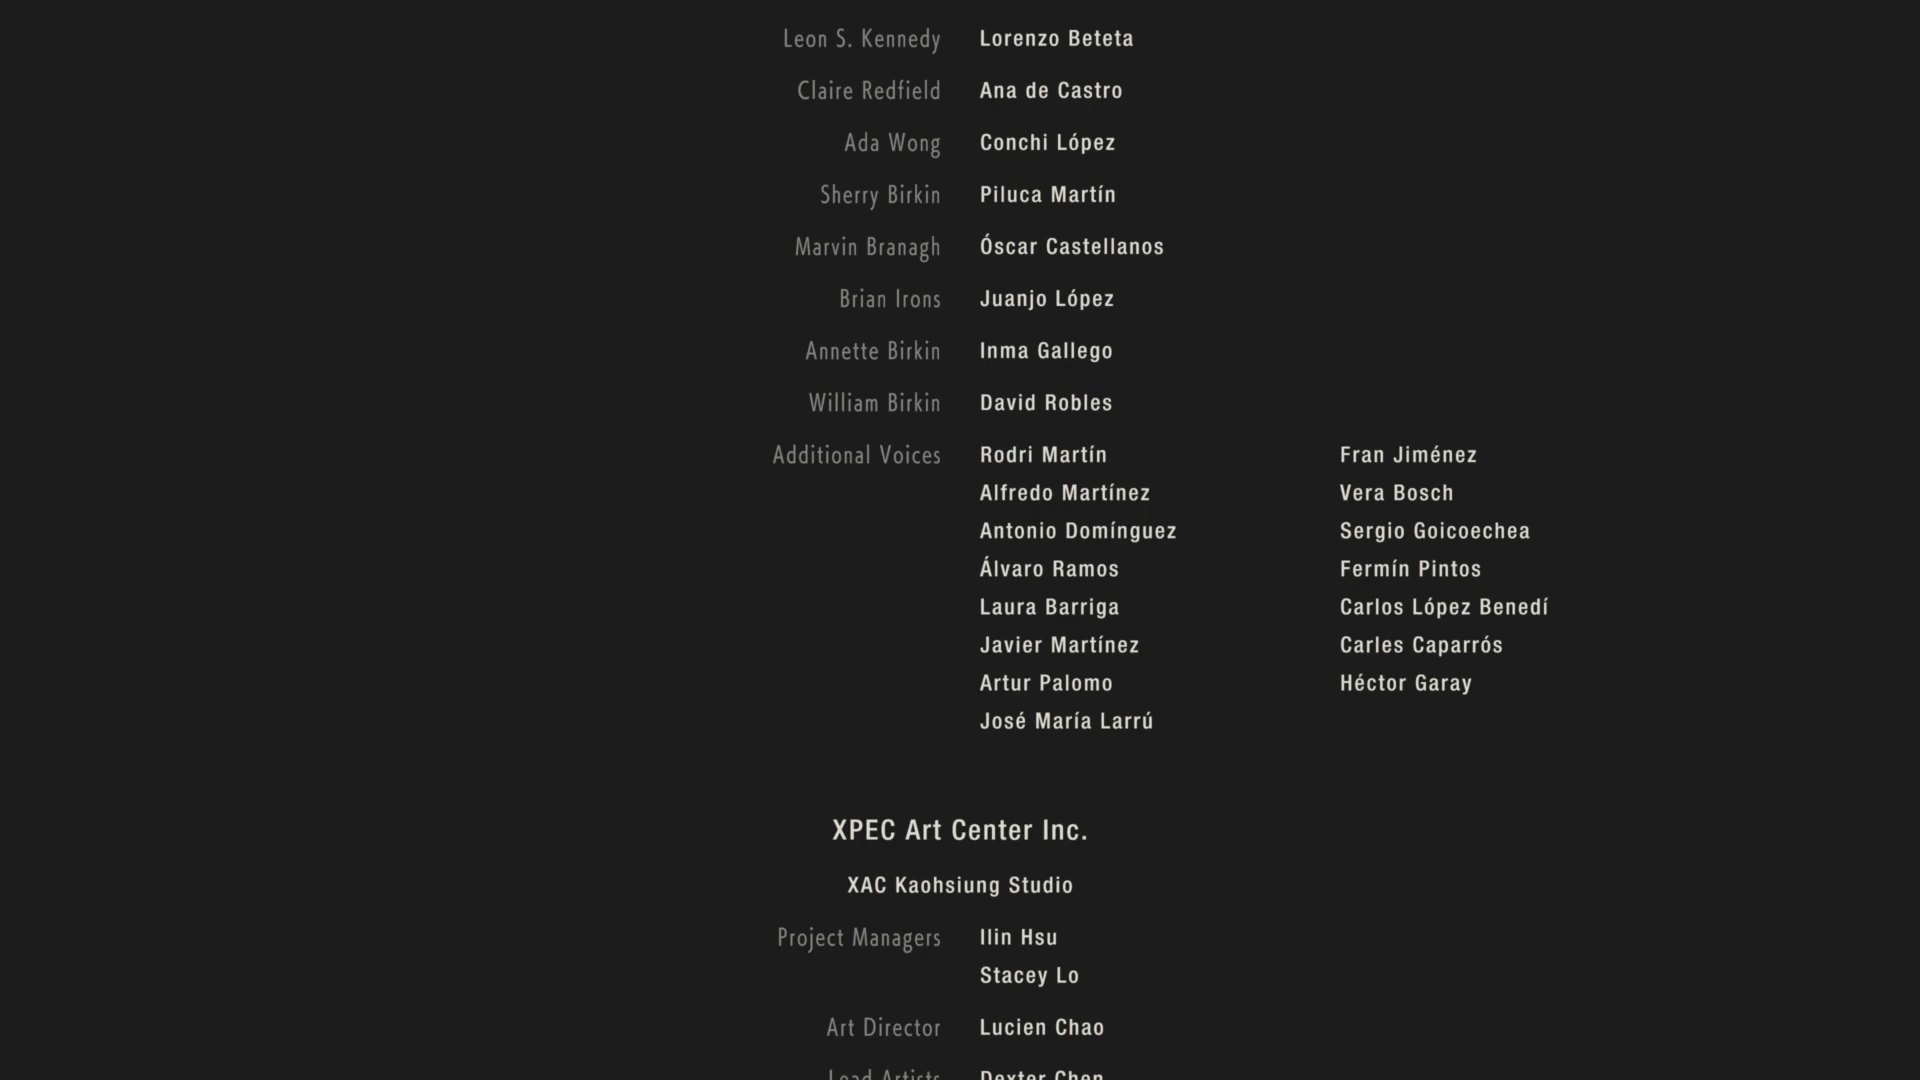 Leon S. Kennedy Lorenzo Beteta
Claire Redfield Ana de Castro
Ada Wong Conchi López
Sherry Birkin Piluca Martín
Marvin Branagh Óscar Castellanos
Brian Irons Juanjo López
Annette Birkin Inma Gallego
William Birkin David Robles
Additional Voices Rodri Martín Fran Jiménez
Alfredo Martínez Vera Bosch
Antonio Domínguez Sergio Goicoechea
Álvaro Ramos Fermín Pintos
Laura Barriga Carlos López Benedí
Javier Martínez Carles Caparrós
Artur Palomo Héctor Garay
José María Larrú
XPEC Art Center Inc.
XAC Kaohsiung Studio
Project Managers Ilin Hsu
Stacey Lo
Art Director Lucien Chao
Lead Artists Dexter Chen